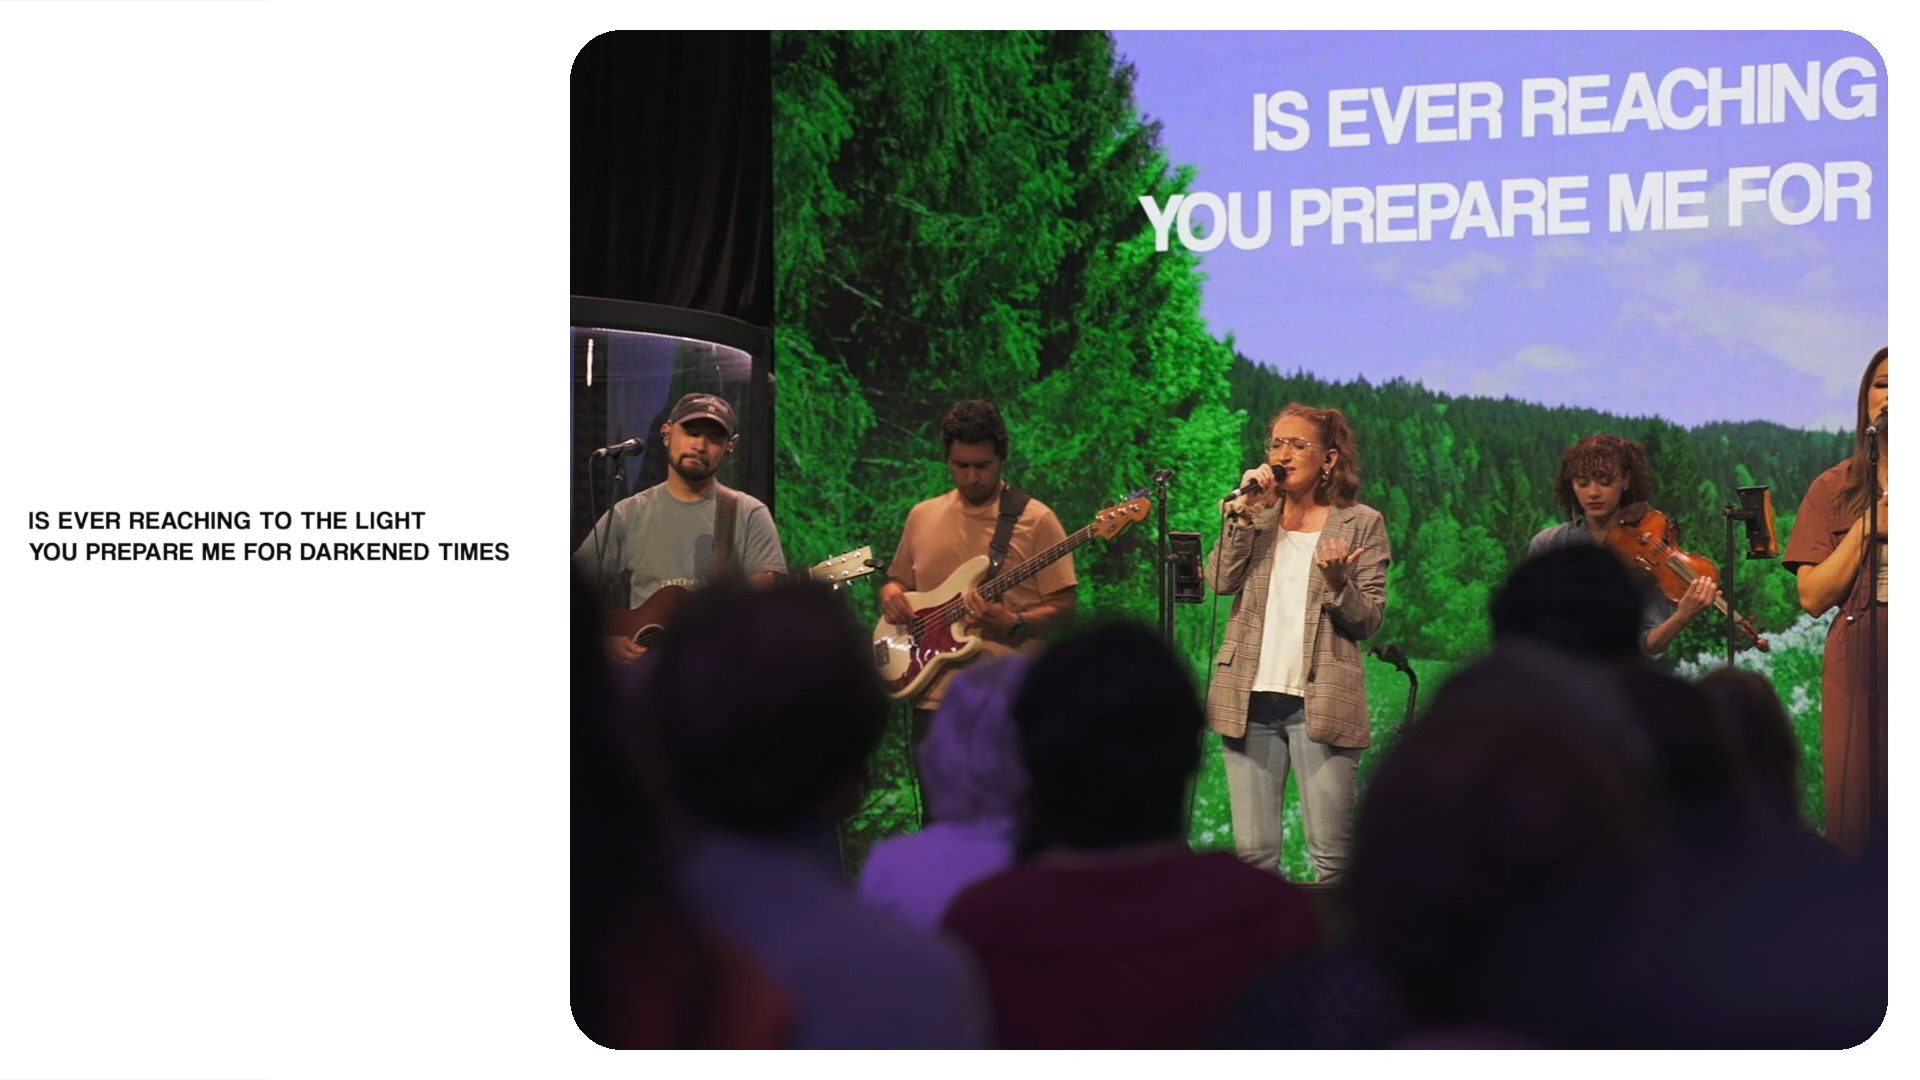 IS EVER REACHING TO THE LIGHT
YOU PREPARE ME FOR DARKENED TIMES
IS EVER REACHING
YOU PREPARE ME FOR